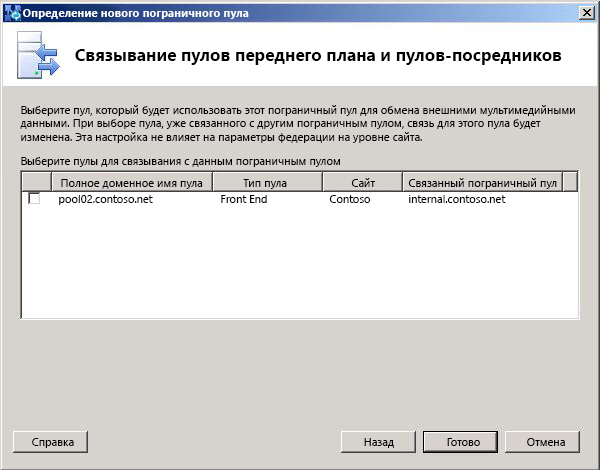 Определение нового пограничного пула
Связывание пулов переднего плана и пулов-посредников
Выберите пул, который будет использовать этот пограничный пул для обмена внешними мультимедийными
данными. При выборе пула, уже связанного с другим пограничным пулом, связь для этого пула будет
изменена. Эта настройка не влияет на параметры федерации на уровне сайта.
Выберите пулы для связывания с данным пограничным пулом
Полное доменное имя пула Тип пула Сайт Связанный пограничный пул
pool02.contoso.net Front End Contoso internal.contoso.net
Справка Назад Готово Отмена